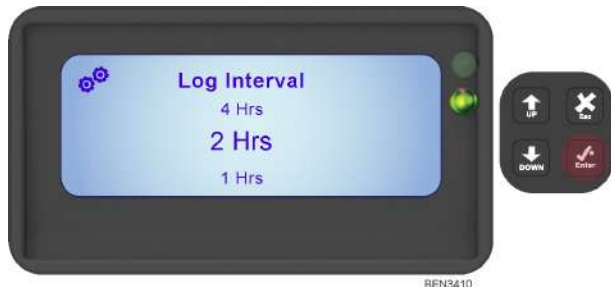 Log Interval
4 Hrs
2 Hrs
1 Hrs
UP
Esc
DOWN
Enter
BEN3410